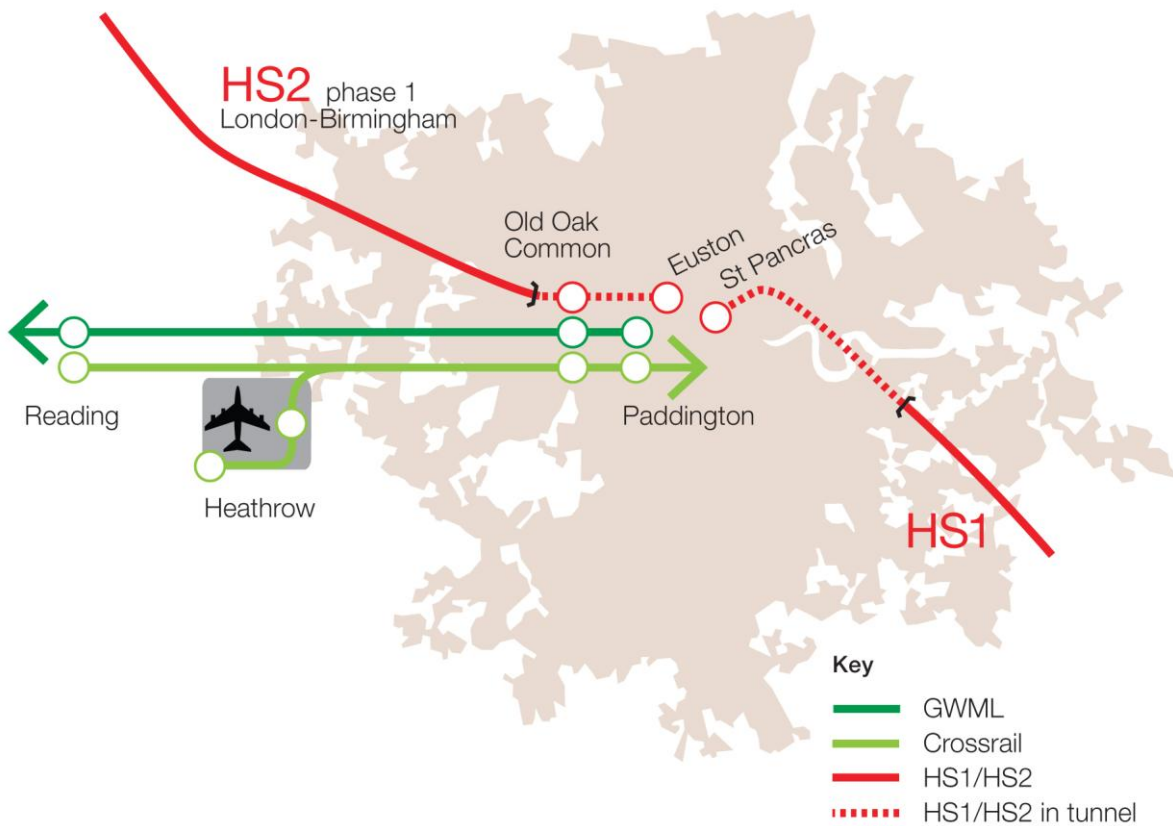 HS2 phase 1
London-Birmingham
Old Oak
Common
Euston
St Pancras
Reading
Paddington
Heathrow
HS1
Key
GWML
Crossrail
HS1/HS2
HS1/HS2 in tunnel